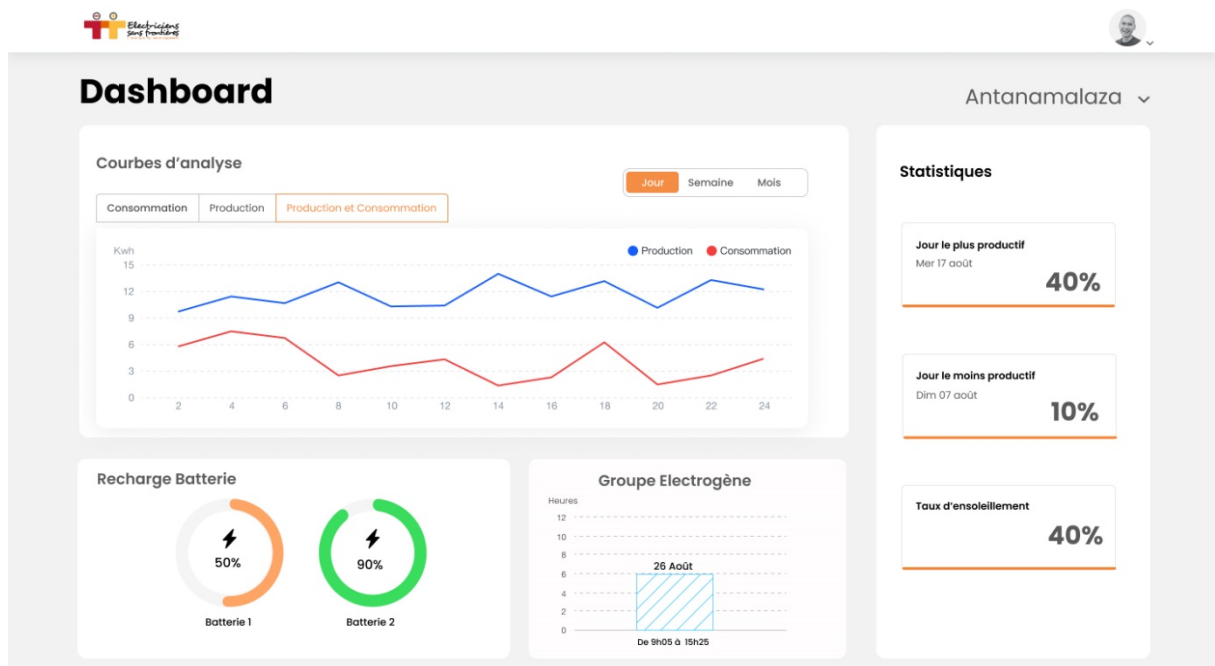 Electriciens
sans frontières
Dashboard
Antanamalaza
Courbes d’analyse
Jour Semaine Mois
Consommation Production Production et Consommation
Kwh
Production Consommation
15
12
9
6
3
0
2 4 6 8 10 12 14 16 18 20 22 24
Recharge Batterie
50%
Batterie 1
90%
Batterie 2
Groupe Electrogène
Heures
12
10
8
6
4
2
0
26 Août
De 9h05 à 15h25
Statistiques
Jour le plus productif
Mer 17 août
40%
Jour le moins productif
Dim 07 août
10%
Taux d’ensoleillement
40%